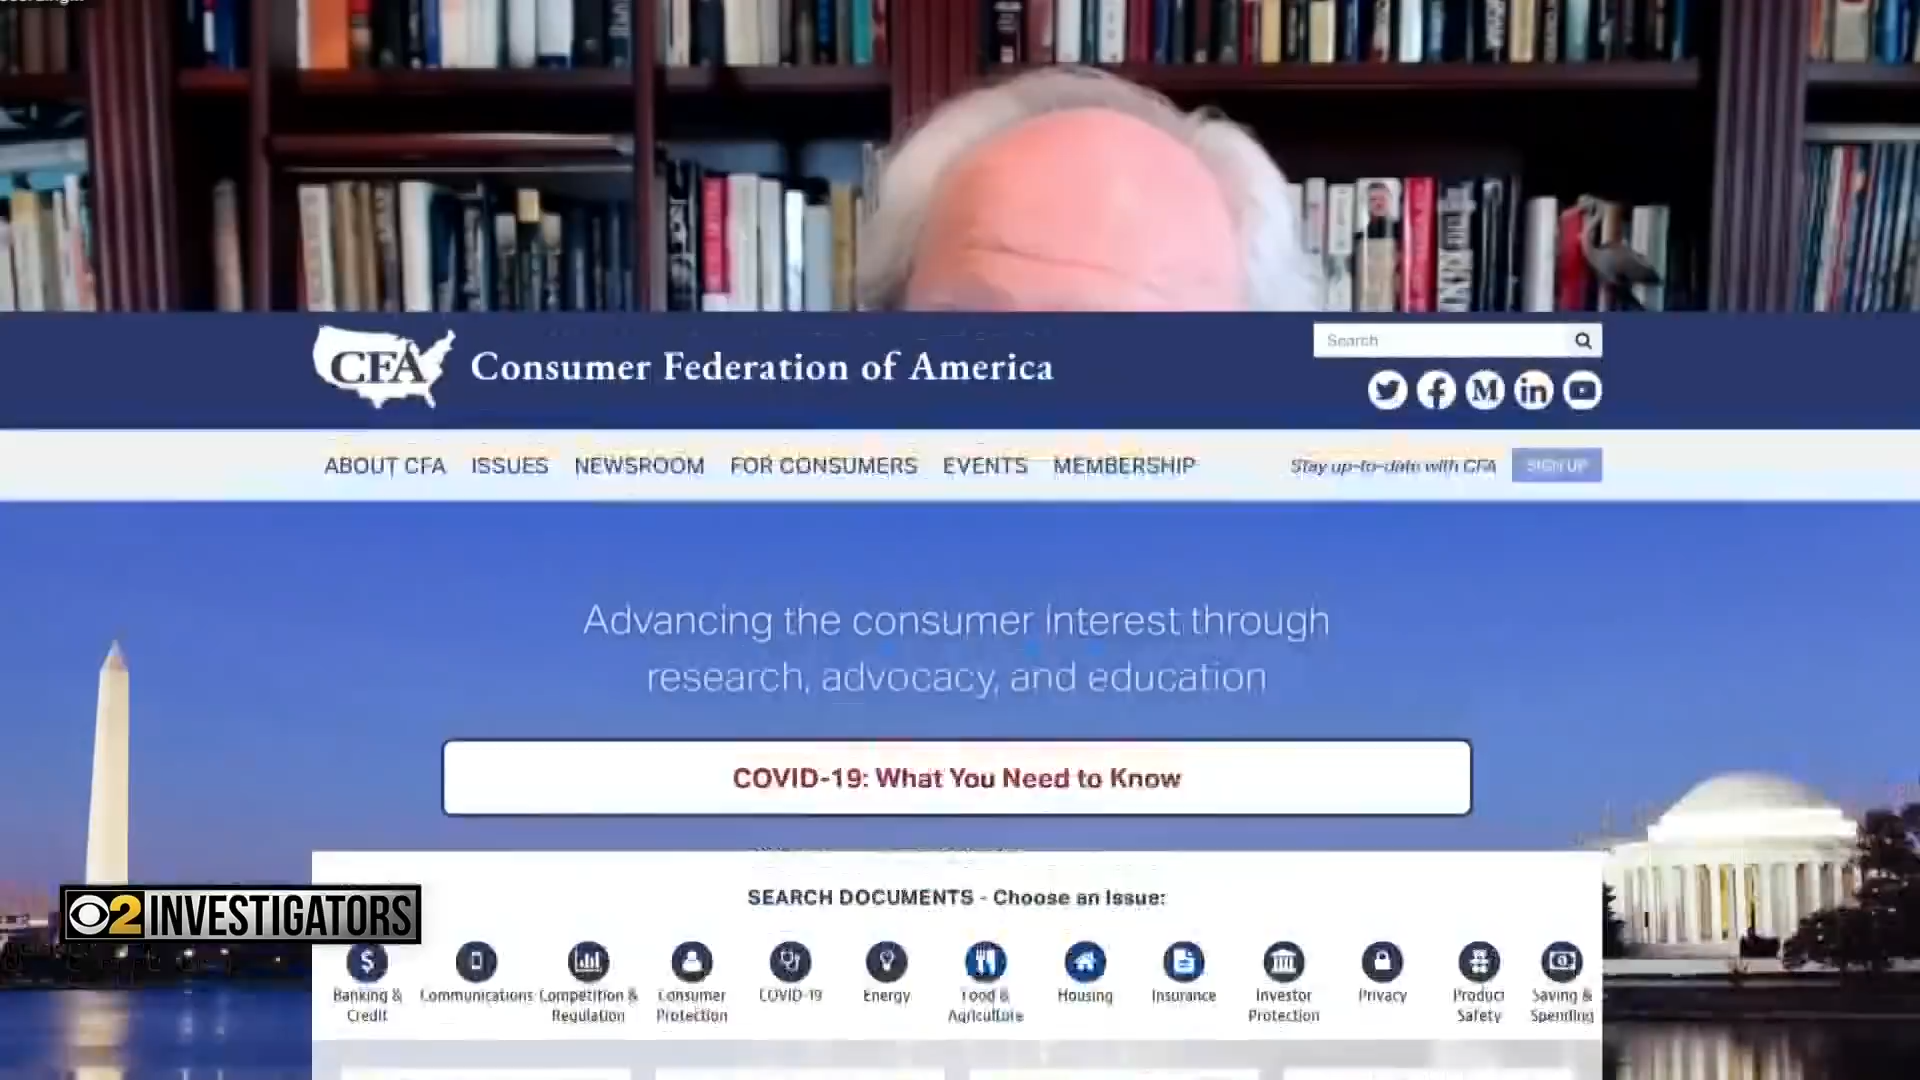 CFA
Consumer Federation of America
Search
ABOUT CFA ISSUES NEWSROOM FOR CONSUMERS EVENTS MEMBERSHIP
Stay up-to-date with CFA SIGN UP
Advancing the consumer interest through
research, advocacy, and education
COVID-19: What You Need to Know
SEARCH DOCUMENTS - Choose an Issue:
2 INVESTIGATORS
Banking &
Credit
Communications
Competition &
Regulation
Consumer
Protection
COVID-19
Energy
Food &
Agriculture
Housing
Insurance
Investor
Protection
Privacy
Product
Safety
Saving &
Spending